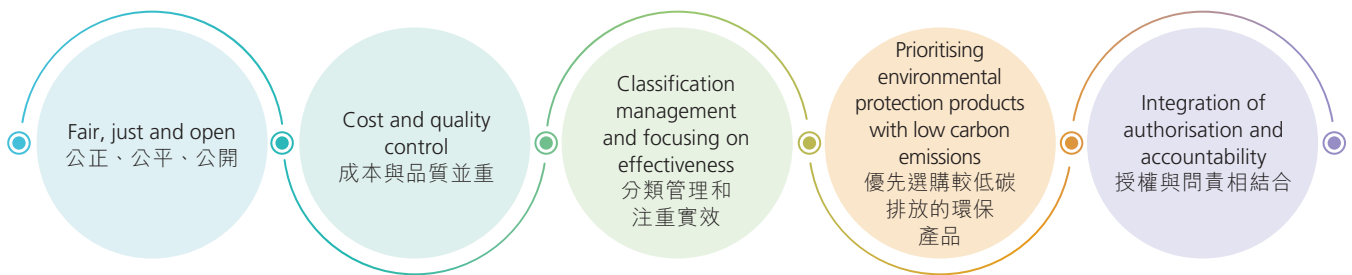 Fair, just and open
公正、公平、公開
Cost and quality
control
成本與品質並重
Classification
management
and focusing on
effectiveness
分類管理和
注重實效
Prioritising
environmental
protection products
with low carbon
emissions
優先選購較低碳
排放的環保
產品
Integration of
authorisation and
accountability
授權與問責相結合